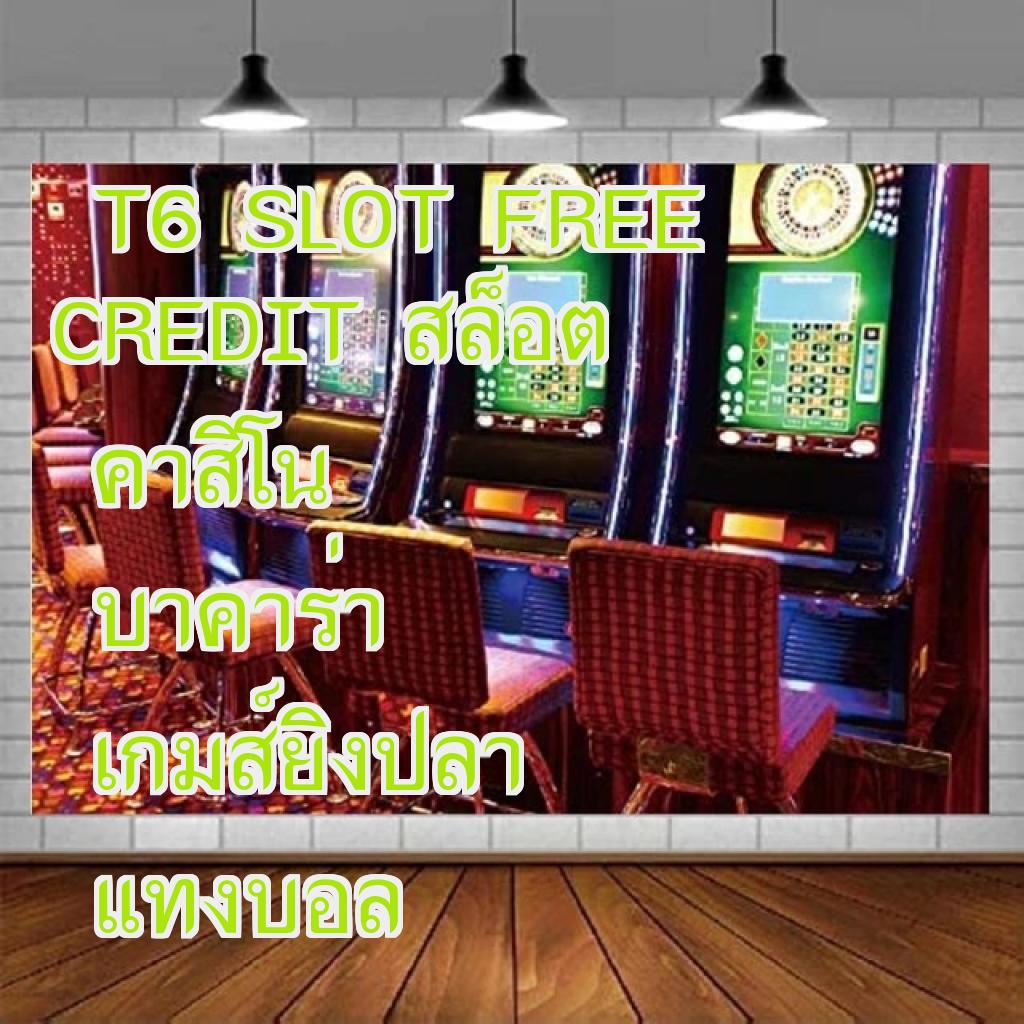 T6 SLOT FREE
CREDIT สล็อต
คาสิโน
บาคาร่า
เกมส์ยิงปลา
แทงบอล